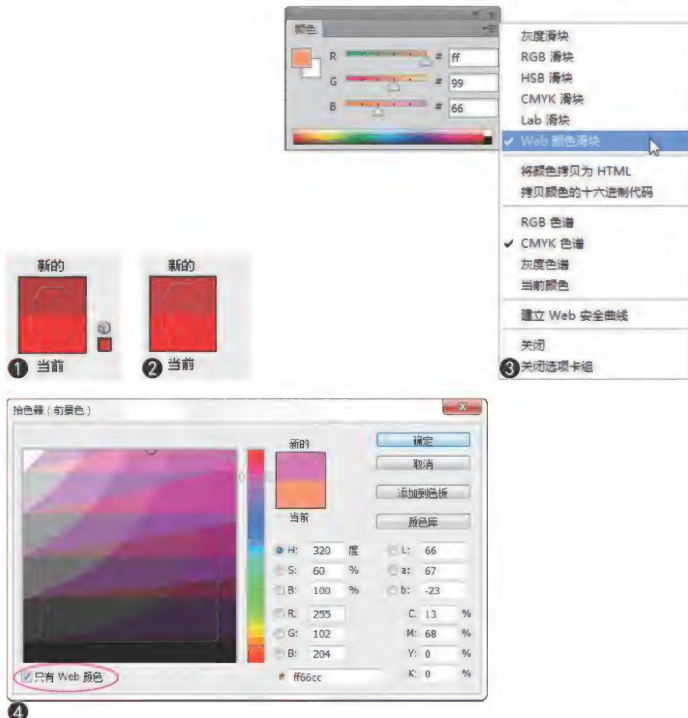 颜色
R # ff
G # 99
B # 66
灰度滑块
RGB 滑块
HSB 滑块
CMYK 滑块
Lab 滑块
✓ Web 颜色滑块
将颜色拷贝为 HTML
拷贝颜色的十六进制代码
RGB 色谱
✓ CMYK 色谱
灰度色谱
当前颜色
建立 Web 安全曲线
关闭
❸ 关闭选项卡组
新的
❶ 当前
新的
❷ 当前
拾色器（前景色）
新的
当前
确定
取消
添加到色板
颜色库
H: 320 度 L: 66
S: 60 % a: 67
B: 100 % b: -23
R: 255 C: 13 %
G: 102 M: 68 %
B: 204 Y: 0 %
# ff66cc K: 0 %
只有 Web 颜色
❹